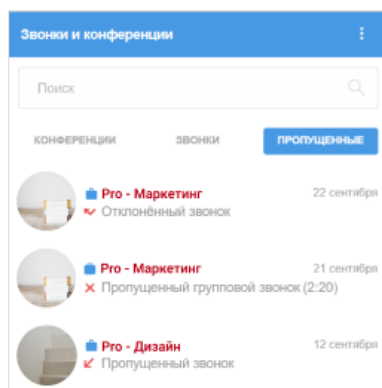 Звонки и конференции
Поиск
КОНФЕРЕНЦИИ ЗВОНКИ ПРОПУЩЕННЫЕ
Pro - Маркетинг 22 сентября
Отклонённый звонок
Pro - Маркетинг 21 сентября
Пропущенный групповой звонок (2:20)
Pro - Дизайн 12 сентября
Пропущенный звонок